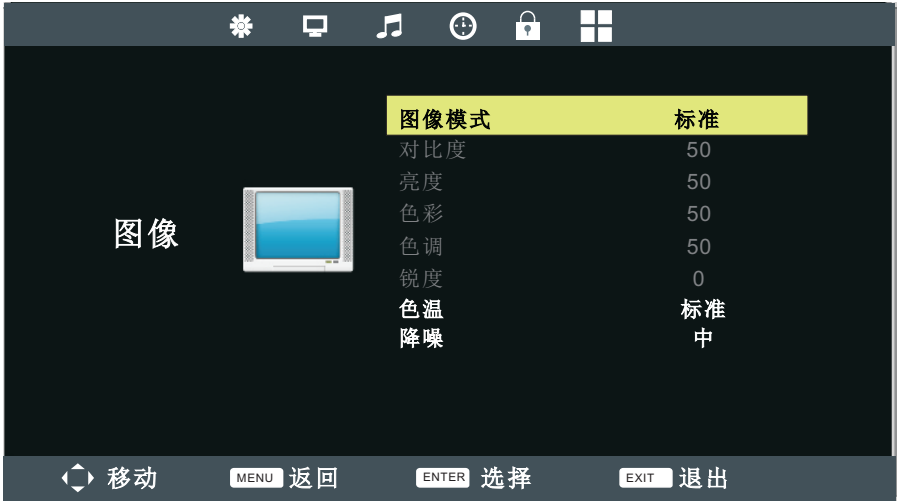 图像模式 标准
对比度 50
亮度 50
色彩 50
色调 50
锐度 0
色温 标准
降噪 中
图像
移动 MENU 返回 ENTER 选择 EXIT 退出